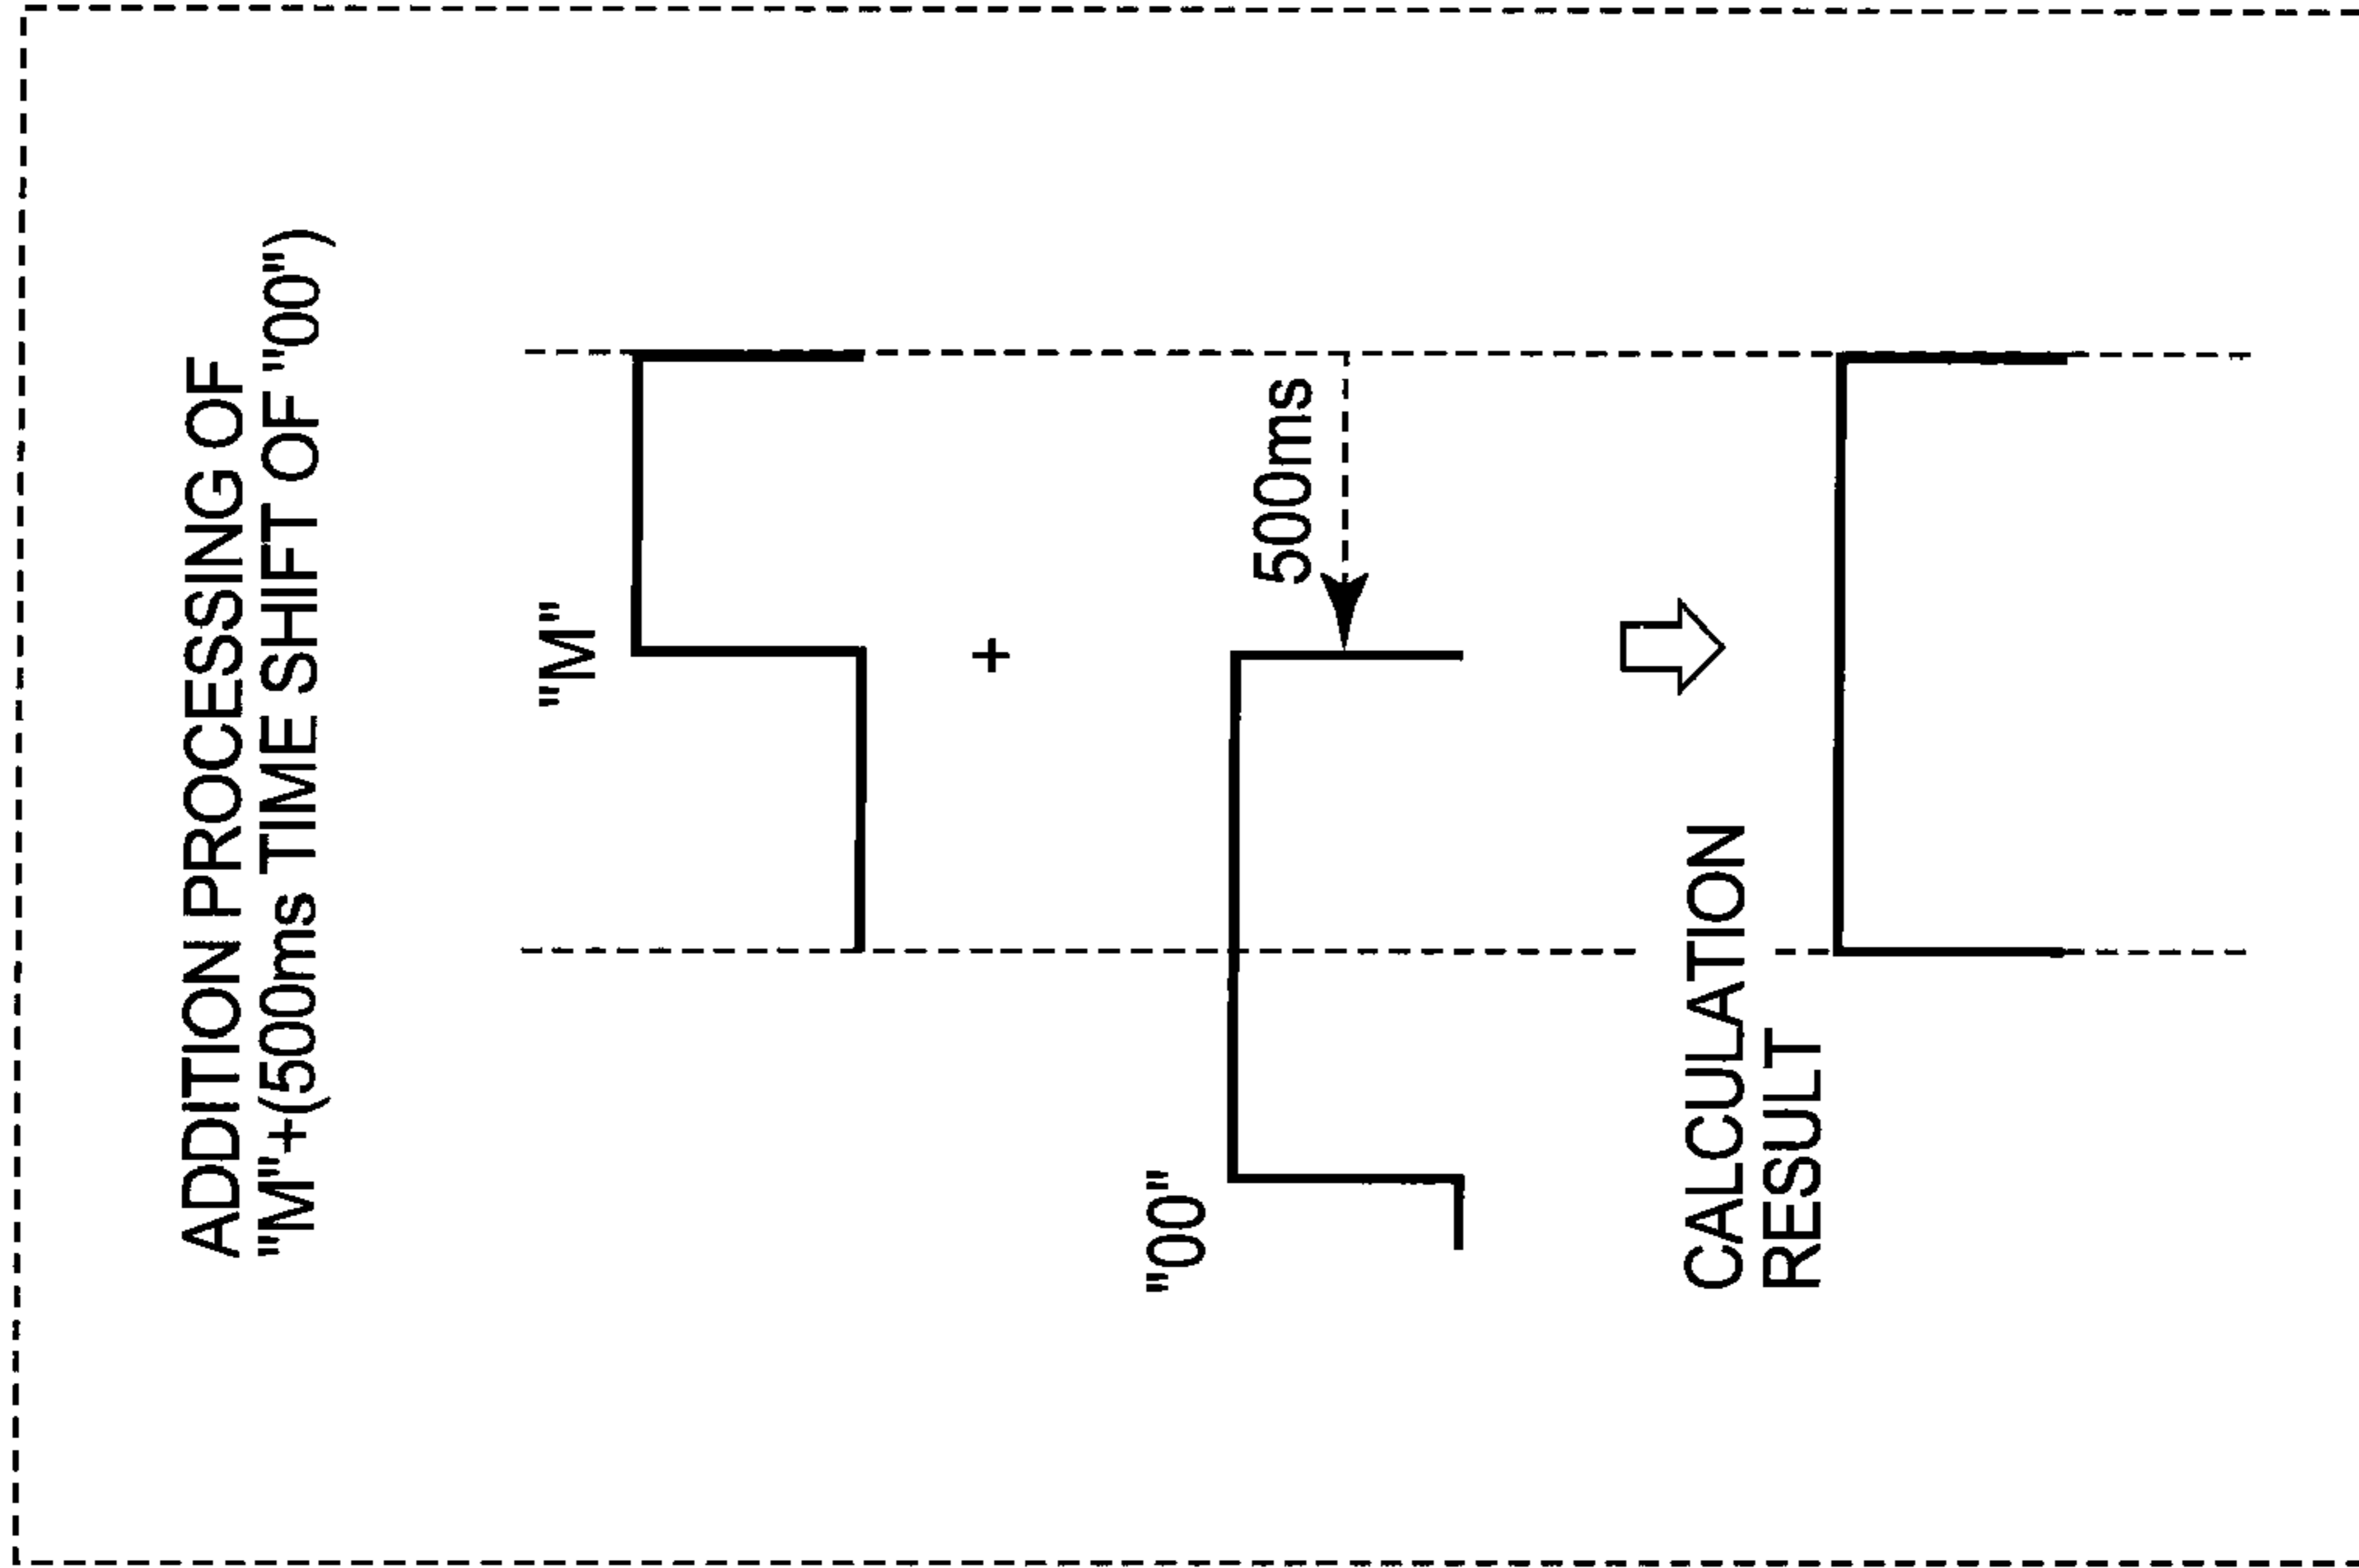 ADDITION PROCESSING OF
"M"+(500ms TIME SHIFT OF "00")
"M"
+
"00"
500ms
CALCULATION
RESULT